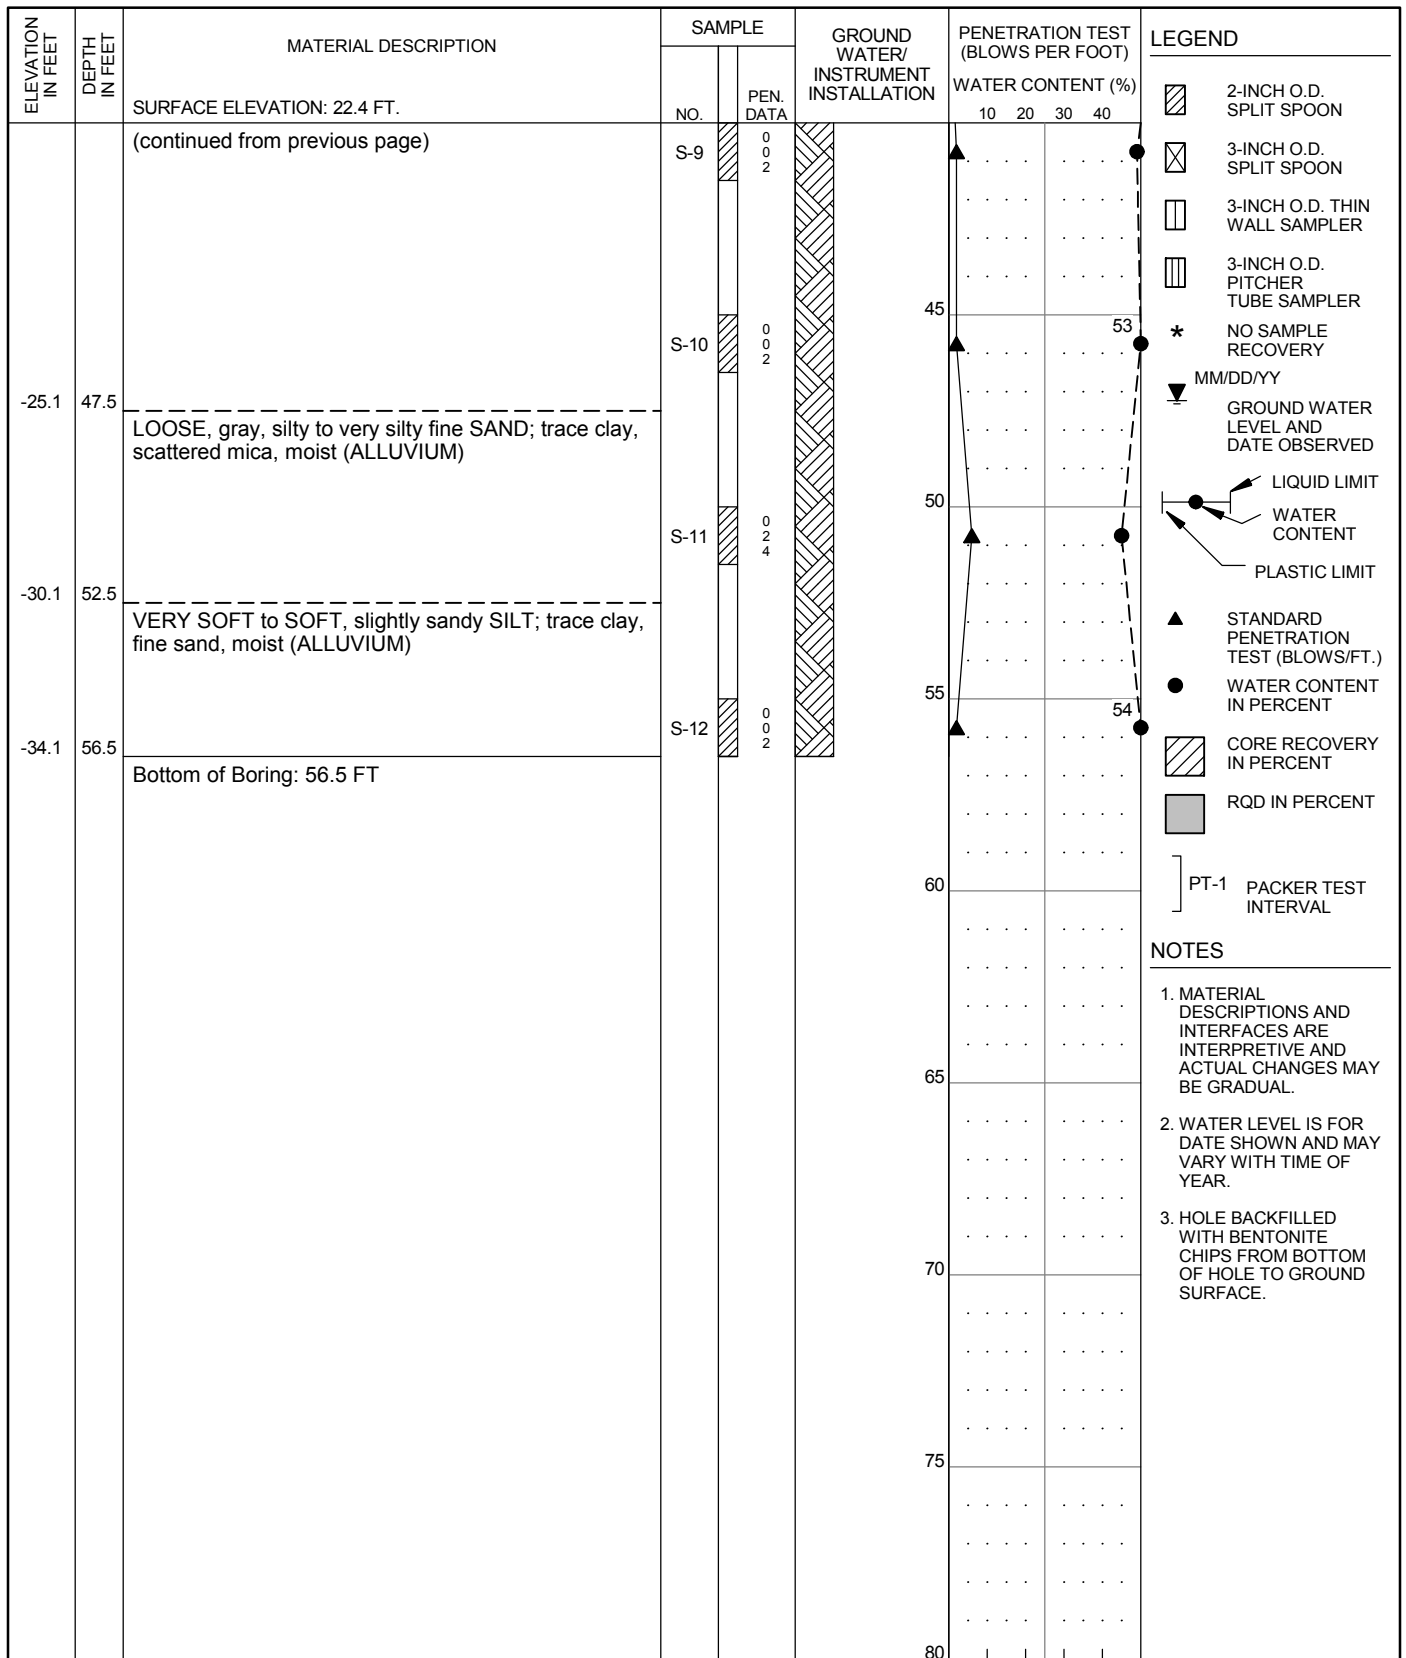 ELEVATION
IN FEET
DEPTH
IN FEET
MATERIAL DESCRIPTION
SURFACE ELEVATION: 22.4 FT.
SAMPLE
NO.
PEN.
DATA
GROUND
WATER/
INSTRUMENT
INSTALLATION
PENETRATION TEST
(BLOWS PER FOOT)
WATER CONTENT (%)
10 20 30 40
(continued from previous page)
S-9
0
0
2
45
53
S-10
0
0
2
-25.1 47.5
LOOSE, gray, silty to very silty fine SAND; trace clay,
scattered mica, moist (ALLUVIUM)
50
S-11
0
2
4
-30.1 52.5
VERY SOFT to SOFT, slightly sandy SILT; trace clay,
fine sand, moist (ALLUVIUM)
55
54
S-12
0
0
2
-34.1 56.5
Bottom of Boring: 56.5 FT
60
65
70
75
80
LEGEND
2-INCH O.D.
SPLIT SPOON
3-INCH O.D.
SPLIT SPOON
3-INCH O.D. THIN
WALL SAMPLER
3-INCH O.D.
PITCHER
TUBE SAMPLER
* NO SAMPLE
RECOVERY
MM/DD/YY
GROUND WATER
LEVEL AND
DATE OBSERVED
LIQUID LIMIT
WATER
CONTENT
PLASTIC LIMIT
STANDARD
PENETRATION
TEST (BLOWS/FT.)
WATER CONTENT
IN PERCENT
CORE RECOVERY
IN PERCENT
RQD IN PERCENT
PT-1 PACKER TEST
INTERVAL
NOTES
1. MATERIAL
DESCRIPTIONS AND
INTERFACES ARE
INTERPRETIVE AND
ACTUAL CHANGES MAY
BE GRADUAL.
2. WATER LEVEL IS FOR
DATE SHOWN AND MAY
VARY WITH TIME OF
YEAR.
3. HOLE BACKFILLED
WITH BENTONITE
CHIPS FROM BOTTOM
OF HOLE TO GROUND
SURFACE.